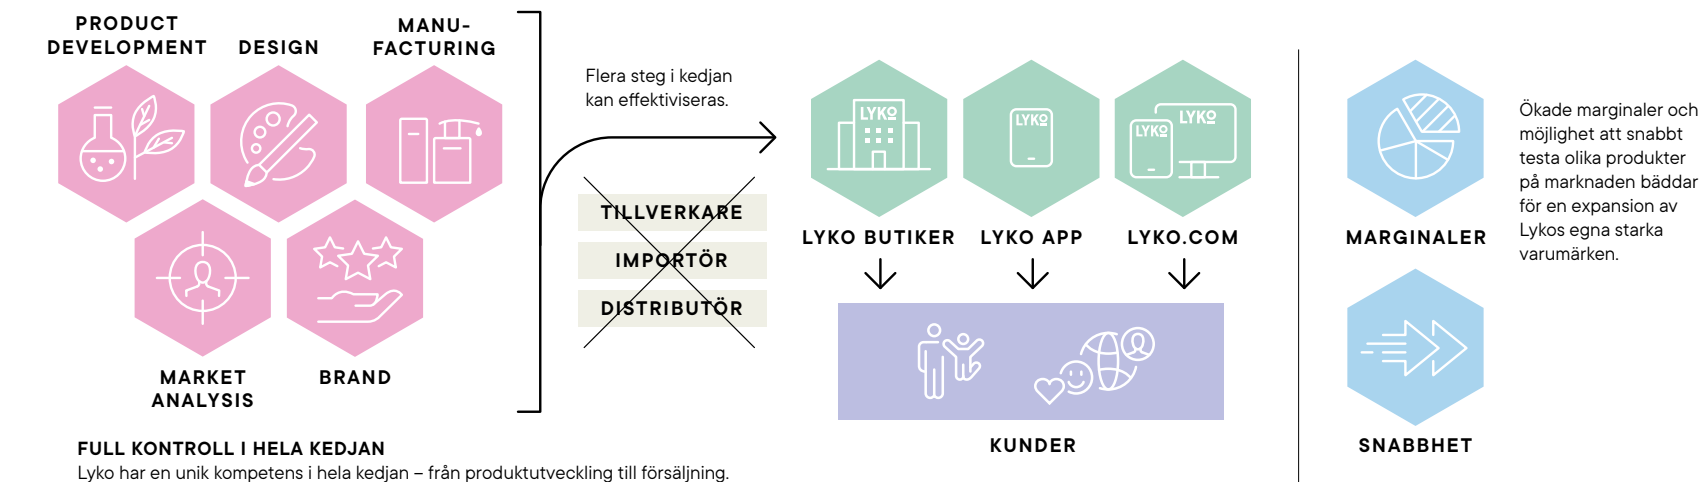 PRODUCT
DEVELOPMENT
DESIGN
MANU-
FACTURING
MARKET
ANALYSIS
BRAND
FULL KONTROLL I HELA KEDJAN
Lyko har en unik kompetens i hela kedjan – från produktutveckling till försäljning.
Flera steg i kedjan
kan effektiviseras.
TILLVERKARE
IMPORTÖR
DISTRIBUTÖR
LYKO
LYKO
LYKO
LYKO
LYKO BUTIKER
LYKO APP
LYKO.COM
KUNDER
MARGINALER
SNABBHET
Ökade marginaler och
möjlighet att snabbt
testa olika produkter
på marknaden bäddar
för en expansion av
Lykos egna starka
varumärken.